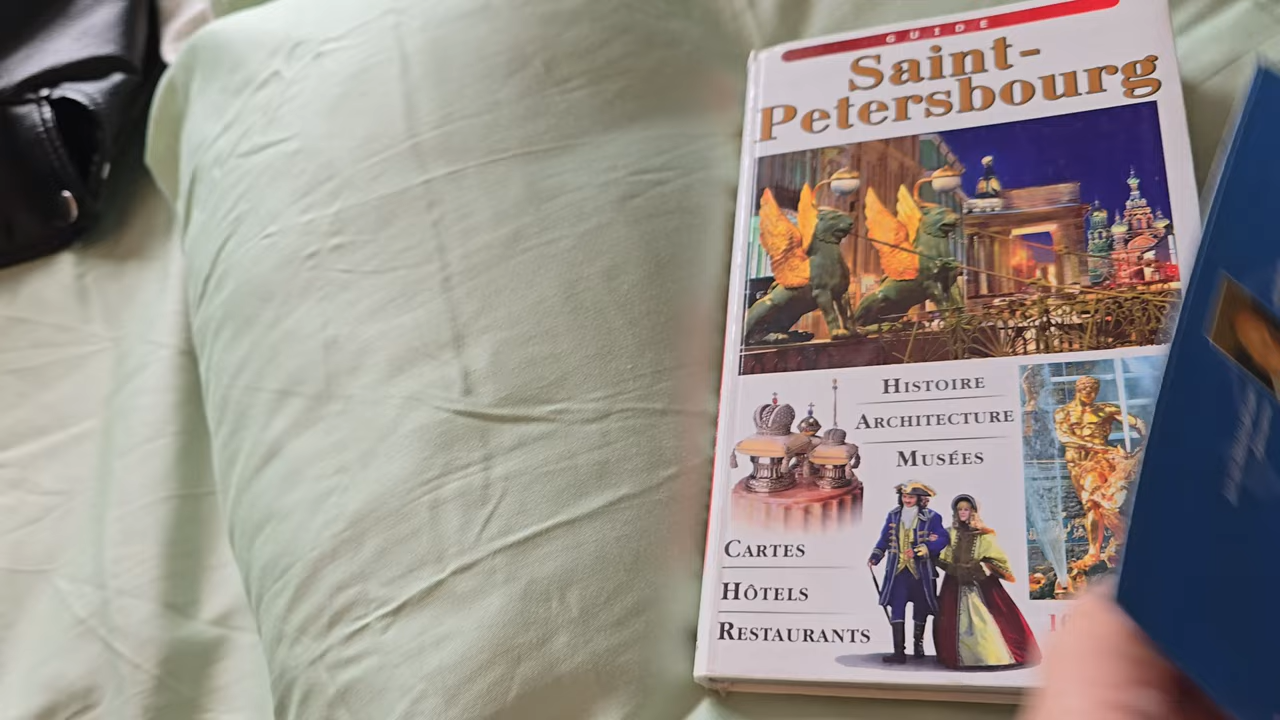 GUIDE
Saint-
Petersbourg
HISTOIRE
ARCHITECTURE
MUSÉES
CARTES
HÔTELS
RESTAURANTS